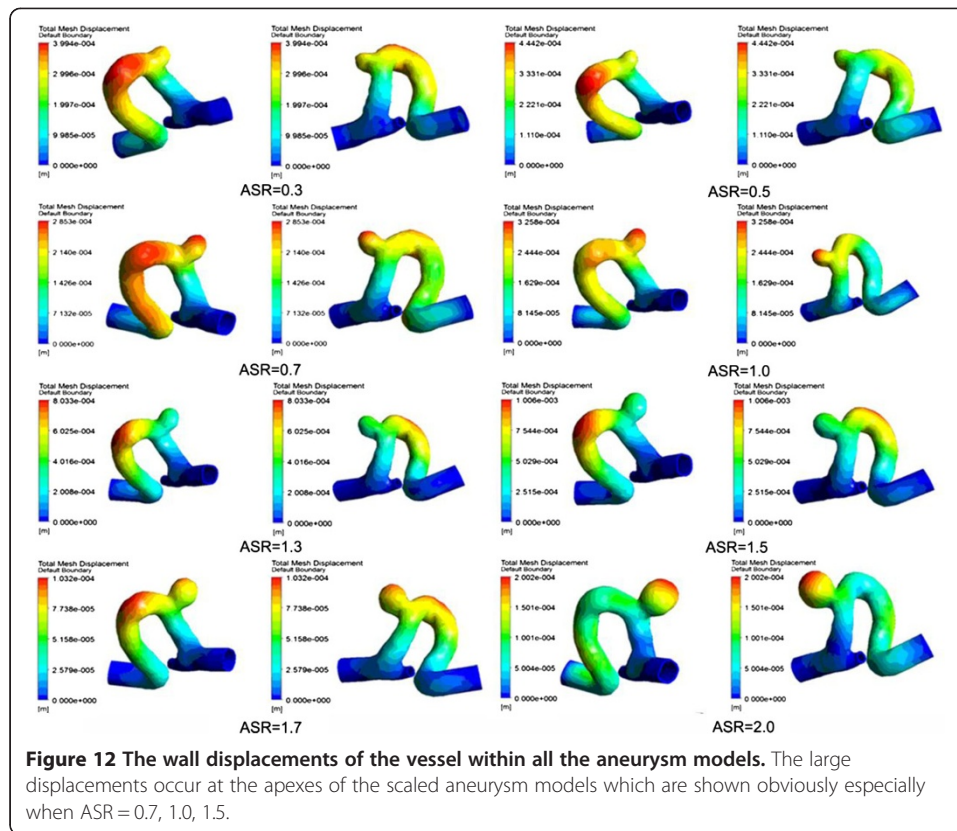 Total Mesh Displacement
Default Boundary
3.994e-004
2.996e-004
1.997e-004
9.985e-005
0.000e+000
[m]
Total Mesh Displacement
Default Boundary
3.994e-004
2.996e-004
1.997e-004
9.985e-005
0.000e+000
[m]
ASR=0.3
Total Mesh Displacement
Default Boundary
4.442e-004
3.331e-004
2.221e-004
1.110e-004
0.000e+000
[m]
Total Mesh Displacement
Default Boundary
4.442e-004
3.331e-004
2.221e-004
1.110e-004
0.000e+000
[m]
ASR=0.5
Total Mesh Displacement
Default Boundary
2.853e-004
2.140e-004
1.426e-004
7.132e-005
0.000e+000
[m]
Total Mesh Displacement
Default Boundary
2.853e-004
2.140e-004
1.426e-004
7.132e-005
0.000e+000
[m]
ASR=0.7
Total Mesh Displacement
Default Boundary
3.258e-004
2.444e-004
1.629e-004
8.145e-005
0.000e+000
[m]
Total Mesh Displacement
Default Boundary
3.258e-004
2.444e-004
1.629e-004
8.145e-005
0.000e+000
[m]
ASR=1.0
Total Mesh Displacement
Default Boundary
8.033e-004
6.025e-004
4.016e-004
2.008e-004
0.000e+000
[m]
Total Mesh Displacement
Default Boundary
8.033e-004
6.025e-004
4.016e-004
2.008e-004
0.000e+000
[m]
ASR=1.3
Total Mesh Displacement
Default Boundary
1.006e-003
7.544e-004
5.029e-004
2.515e-004
0.000e+000
[m]
Total Mesh Displacement
Default Boundary
1.006e-003
7.544e-004
5.029e-004
2.515e-004
0.000e+000
[m]
ASR=1.5
Total Mesh Displacement
Default Boundary
1.032e-004
7.738e-005
5.158e-005
2.579e-005
0.000e+000
[m]
Total Mesh Displacement
Default Boundary
1.032e-004
7.738e-005
5.158e-005
2.579e-005
0.000e+000
[m]
ASR=1.7
Total Mesh Displacement
Default Boundary
2.002e-004
1.501e-004
1.001e-004
5.004e-005
0.000e+000
[m]
Total Mesh Displacement
Default Boundary
2.002e-004
1.501e-004
1.001e-004
5.004e-005
0.000e+000
[m]
ASR=2.0
Figure 12 The wall displacements of the vessel within all the aneurysm models. The large
displacements occur at the apexes of the scaled aneurysm models which are shown obviously especially
when ASR = 0.7, 1.0, 1.5.